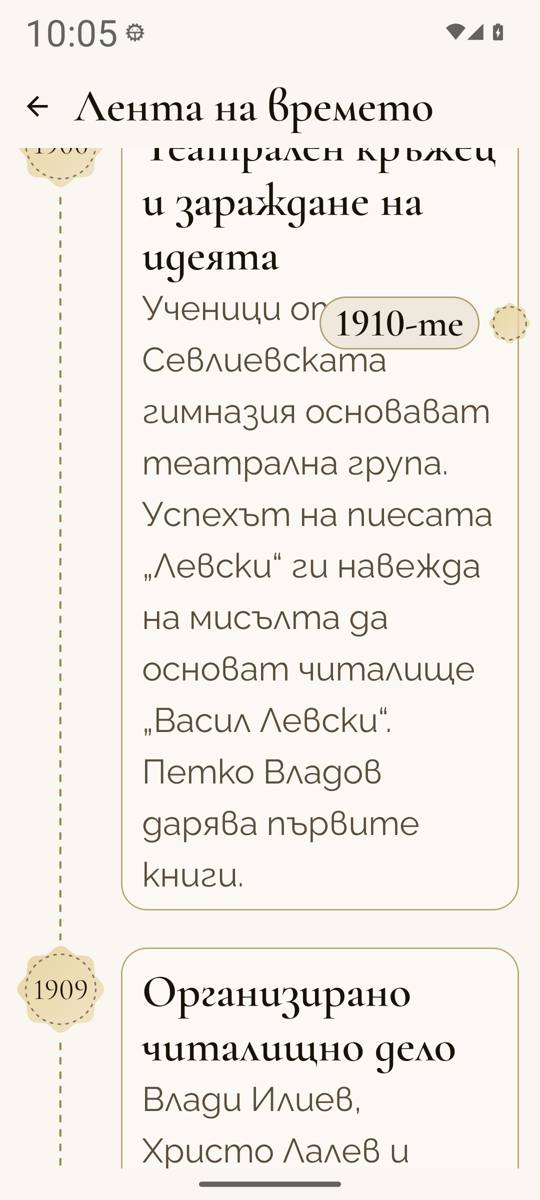 10:05
Лента на времето
Театрален кръжец
и зараждане на
идеята
Ученици от
1910-те
Севлиевската
гимназия основават
театрална група.
Успехът на пиесата
„Левски“ ги навежда
на мисълта да
основат читалище
„Васил Левски“.
Петко Владов
дарява първите
книги.
1909
Организирано
читалищно дело
Влади Илиев,
Христо Лалев и